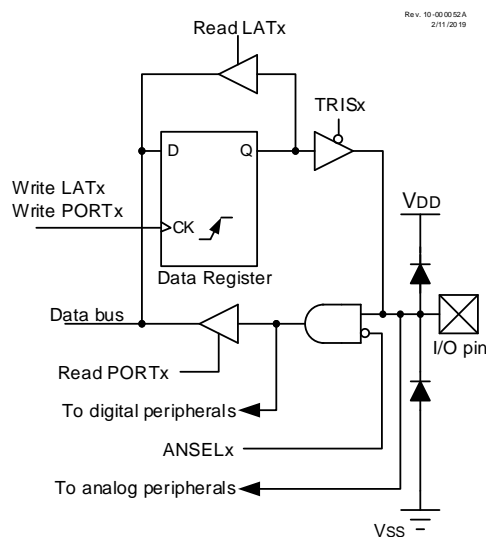 Rev. 10-000052A
2/11/2019
Read LATx
TRISx
D
Q
Write LATx
Write PORTx
CK
VDD
Data Register
Data bus
I/O pin
Read PORTx
To digital peripherals
ANSELx
To analog peripherals
VSS